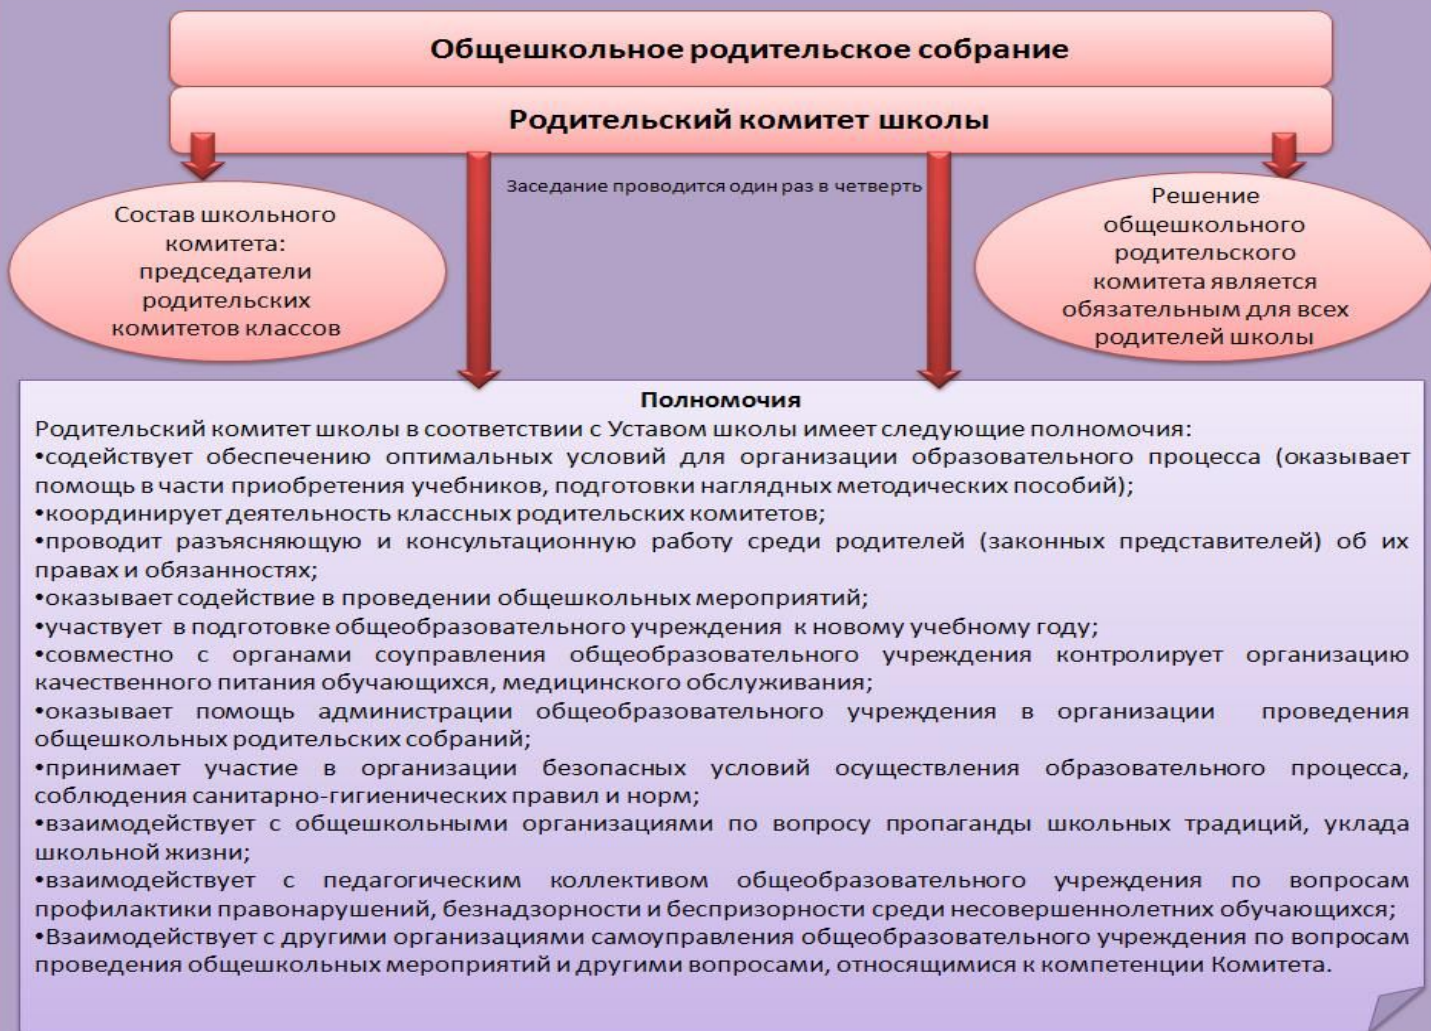 Общешкольное родительское собрание
Родительский комитет школы
Заседание проводится один раз в четверть
Состав школьного
комитета:
председатели
родительских
комитетов классов
Решение
общешкольного
родительского
комитета является
обязательным для всех
родителей школы
Полномочия
Родительский комитет школы в соответствии с Уставом школы имеет следующие полномочия:
•содействует обеспечению оптимальных условий для организации образовательного процесса (оказывает
помощь в части приобретения учебников, подготовки наглядных методических пособий);
•координирует деятельность классных родительских комитетов;
•проводит разъясняющую и консультационную работу среди родителей (законных представителей) об их
правах и обязанностях;
•оказывает содействие в проведении общешкольных мероприятий;
•участвует в подготовке общеобразовательного учреждения к новому учебному году;
•совместно с органами соуправления общеобразовательного учреждения контролирует организацию
качественного питания обучающихся, медицинского обслуживания;
•оказывает помощь администрации общеобразовательного учреждения в организации проведения
общешкольных родительских собраний;
•принимает участие в организации безопасных условий осуществления образовательного процесса,
соблюдения санитарно-гигиенических правил и норм;
•взаимодействует с общешкольными организациями по вопросу пропаганды школьных традиций, уклада
школьной жизни;
•взаимодействует с педагогическим коллективом общеобразовательного учреждения по вопросам
профилактики правонарушений, безнадзорности и беспризорности среди несовершеннолетних обучающихся;
•Взаимодействует с другими организациями самоуправления общеобразовательного учреждения по вопросам
проведения общешкольных мероприятий и другими вопросами, относящимися к компетенции Комитета.